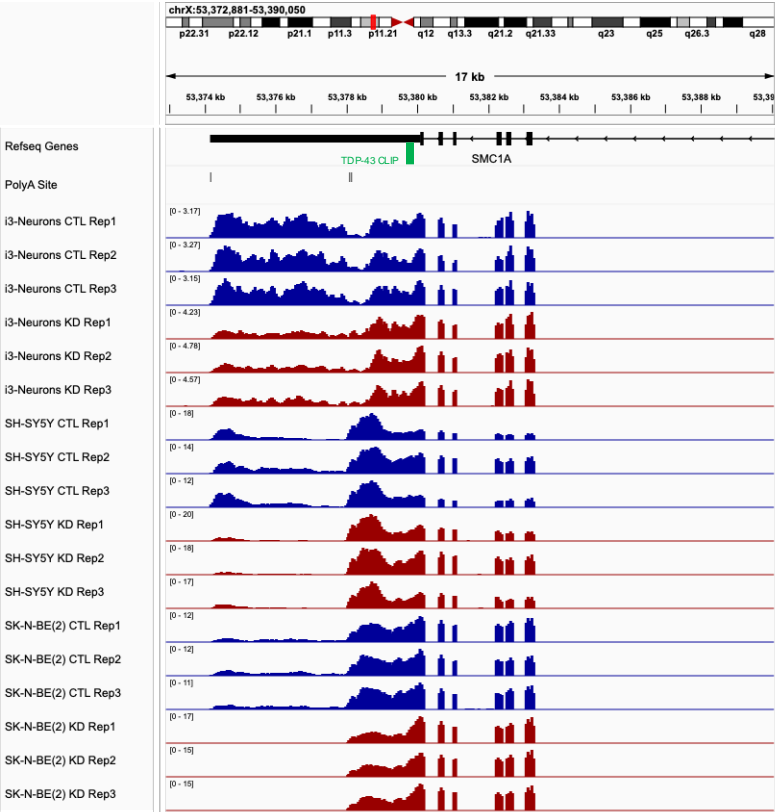 chrX:53,372,881-53,390,050
p22.31 p22.12 p21.1 p11.3 p11.21 q12 q13.3 q21.2 q21.33 q23 q25 q26.3 q28
17 kb
53,374 kb 53,376 kb 53,378 kb 53,380 kb 53,382 kb 53,384 kb 53,386 kb 53,388 kb 53,39
Refseq Genes
TDP-43 CLIP SMC1A
PolyA Site
i3-Neurons CTL Rep1 [0 - 3.17]
i3-Neurons CTL Rep2 [0 - 3.27]
i3-Neurons CTL Rep3 [0 - 3.15]
i3-Neurons KD Rep1 [0 - 4.23]
i3-Neurons KD Rep2 [0 - 4.78]
i3-Neurons KD Rep3 [0 - 4.57]
SH-SY5Y CTL Rep1 [0 - 18]
SH-SY5Y CTL Rep2 [0 - 14]
SH-SY5Y CTL Rep3 [0 - 12]
SH-SY5Y KD Rep1 [0 - 20]
SH-SY5Y KD Rep2 [0 - 18]
SH-SY5Y KD Rep3 [0 - 17]
SK-N-BE(2) CTL Rep1 [0 - 12]
SK-N-BE(2) CTL Rep2 [0 - 12]
SK-N-BE(2) CTL Rep3 [0 - 11]
SK-N-BE(2) KD Rep1 [0 - 17]
SK-N-BE(2) KD Rep2 [0 - 15]
SK-N-BE(2) KD Rep3 [0 - 15]